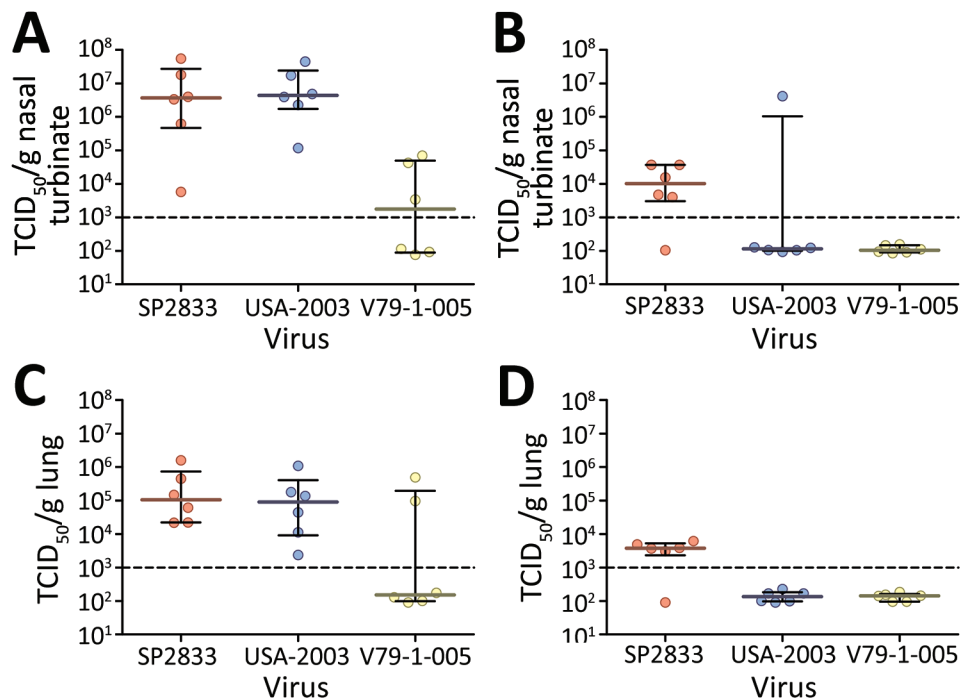 A
TCID50/g nasal
turbinate
10^8
10^7
10^6
10^5
10^4
10^3
10^2
10^1
SP2833 USA-2003 V79-1-005
Virus
B
TCID50/g nasal
turbinate
10^8
10^7
10^6
10^5
10^4
10^3
10^2
10^1
SP2833 USA-2003 V79-1-005
Virus
C
TCID50/g lung
10^8
10^7
10^6
10^5
10^4
10^3
10^2
10^1
SP2833 USA-2003 V79-1-005
Virus
D
TCID50/g lung
10^8
10^7
10^6
10^5
10^4
10^3
10^2
10^1
SP2833 USA-2003 V79-1-005
Virus